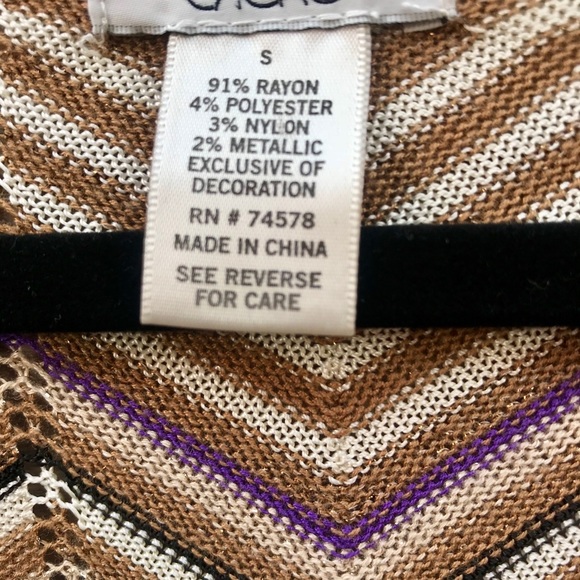 S
91% RAYON
4% POLYESTER
3% NYLON
2% METALLIC
EXCLUSIVE OF
DECORATION
RN # 74578
MADE IN CHINA
SEE REVERSE
FOR CARE